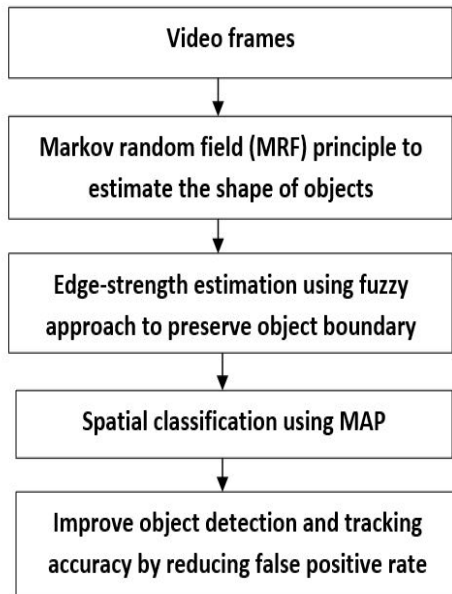 Video frames
Markov random field (MRF) principle to
estimate the shape of objects
Edge-strength estimation using fuzzy
approach to preserve object boundary
Spatial classification using MAP
Improve object detection and tracking
accuracy by reducing false positive rate